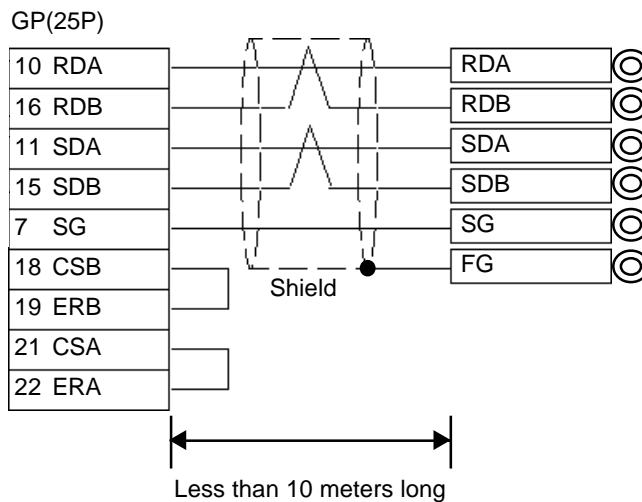 GP(25P)
10 RDA RDA
16 RDB RDB
11 SDA SDA
15 SDB SDB
7 SG SG
18 CSB FG
Shield
19 ERB
21 CSA
22 ERA
Less than 10 meters long